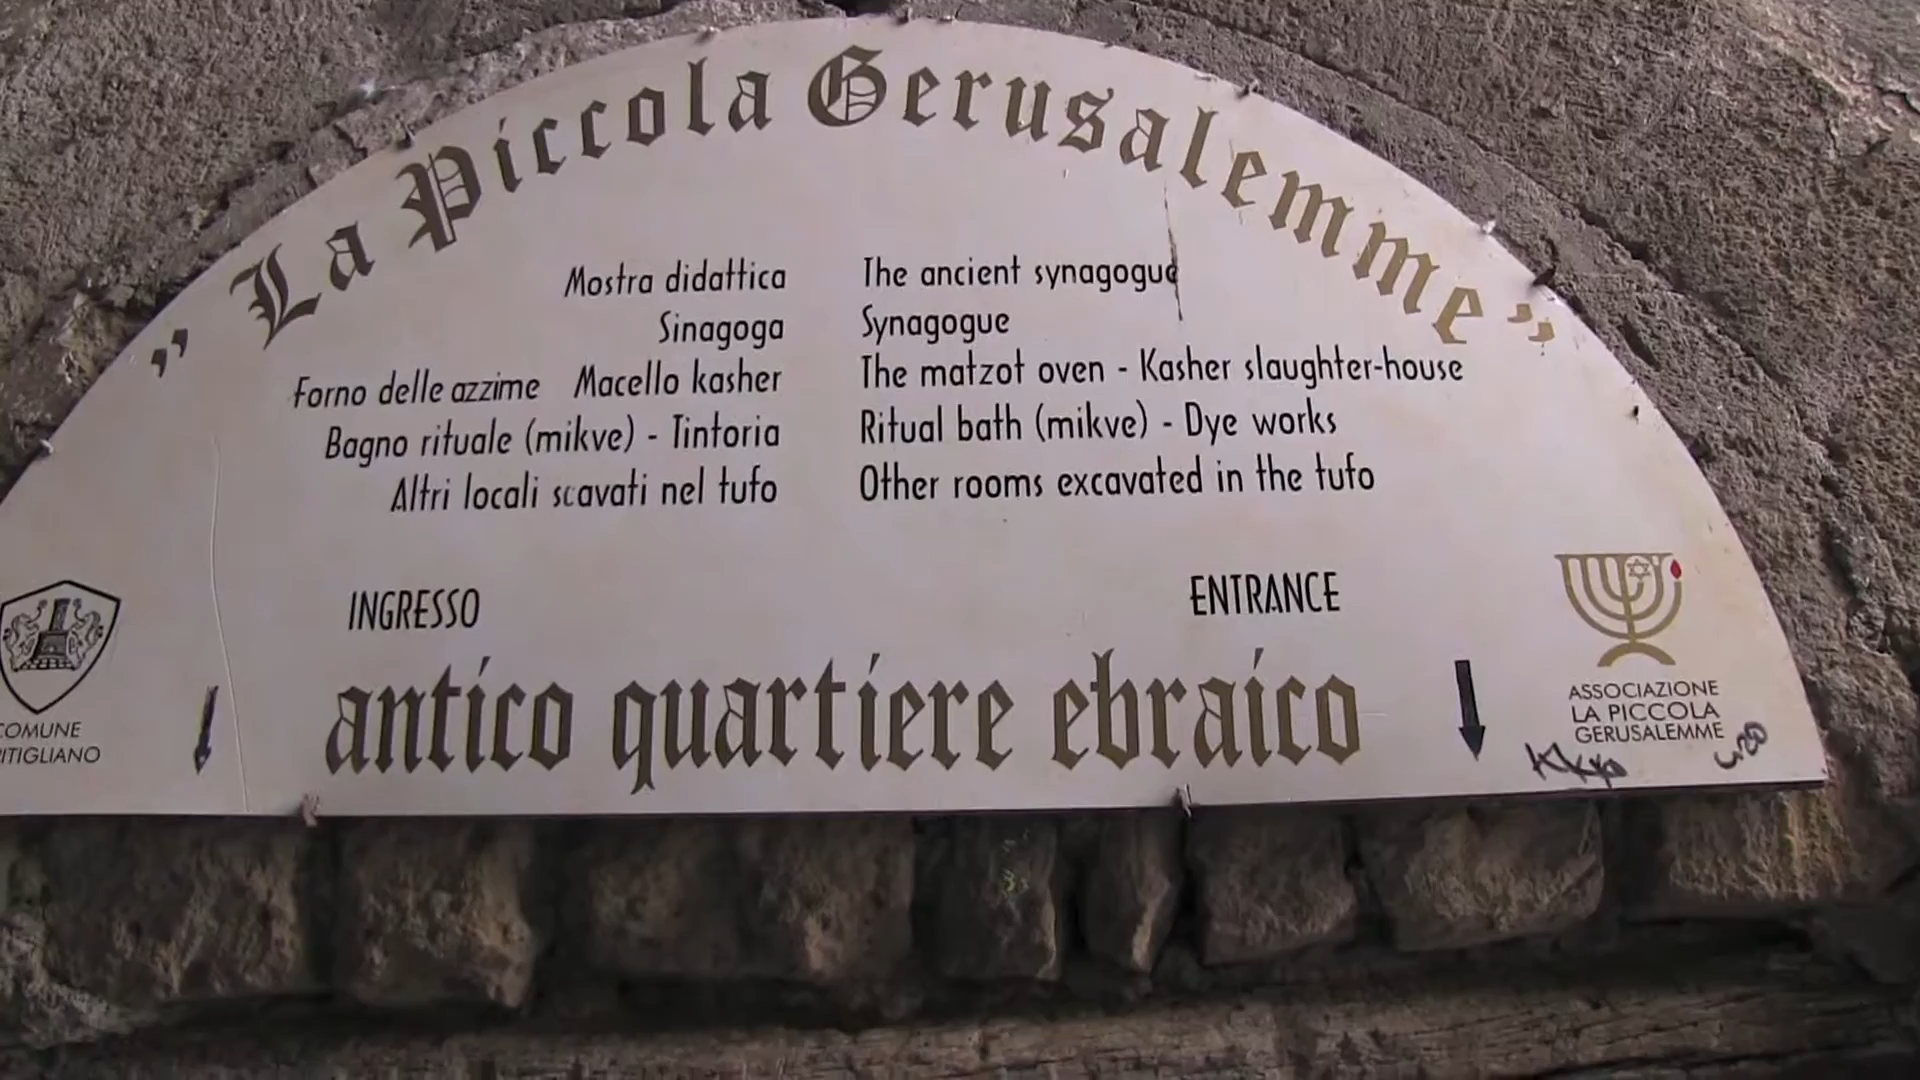 " La Piccola Gerusalemme "
Mostra didattica
Sinagoga
Forno delle azzime Macello kasher
Bagno rituale (mikve) - Tintoria
Altri locali scavati nel tufo
The ancient synagogue
Synagogue
The matzot oven - Kasher slaughter-house
Ritual bath (mikve) - Dye works
Other rooms excavated in the tufo
INGRESSO
ENTRANCE
antico quartiere ebraico
COMUNE
ITIGLIANO
ASSOCIAZIONE
LA PICCOLA
GERUSALEMME